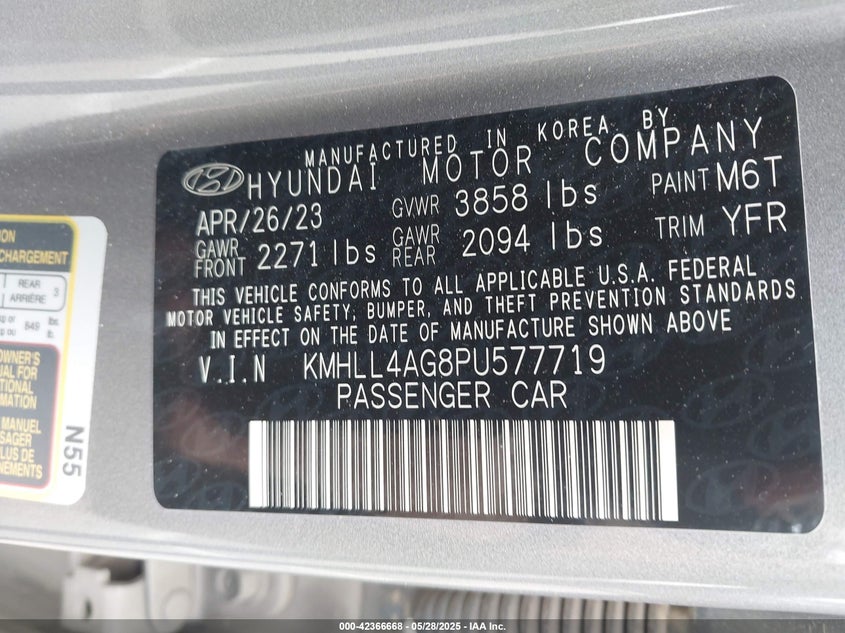 MANUFACTURED IN KOREA BY
HYUNDAI MOTOR COMPANY
APR/26/23 GVWR 3858 lbs PAINT M6T
GAWR FRONT 2271 lbs GAWR REAR 2094 lbs TRIM YFR
THIS VEHICLE CONFORMS TO ALL APPLICABLE U.S.A. FEDERAL
MOTOR VEHICLE SAFETY, BUMPER, AND THEFT PREVENTION STANDARDS
IN EFFECT ON THE DATE OF MANUFACTURE SHOWN ABOVE
V.I.N KMHLL4AG8PU577719
PASSENGER CAR
CHARGEMENT
REAR 3
ARRIÈRE
849 lbs.
OWNER'S
MANUEL
N55
000-42366668 - 05/28/2025 - IAA Inc.